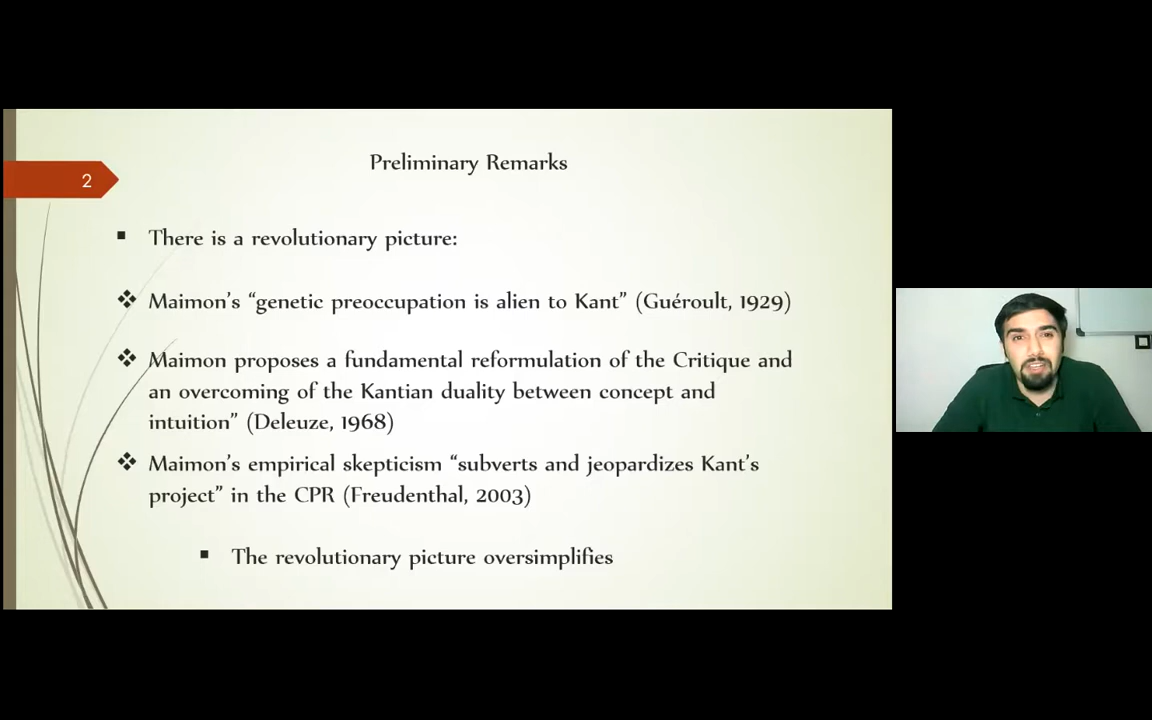 Preliminary Remarks
2
▪ There is a revolutionary picture:
❖ Maimon's “genetic preoccupation is alien to Kant” (Guéroult, 1929)
❖ Maimon proposes a fundamental reformulation of the Critique and
an overcoming of the Kantian duality between concept and
intuition” (Deleuze, 1968)
❖ Maimon's empirical skepticism “subverts and jeopardizes Kant's
project” in the CPR (Freudenthal, 2003)
▪ The revolutionary picture oversimplifies